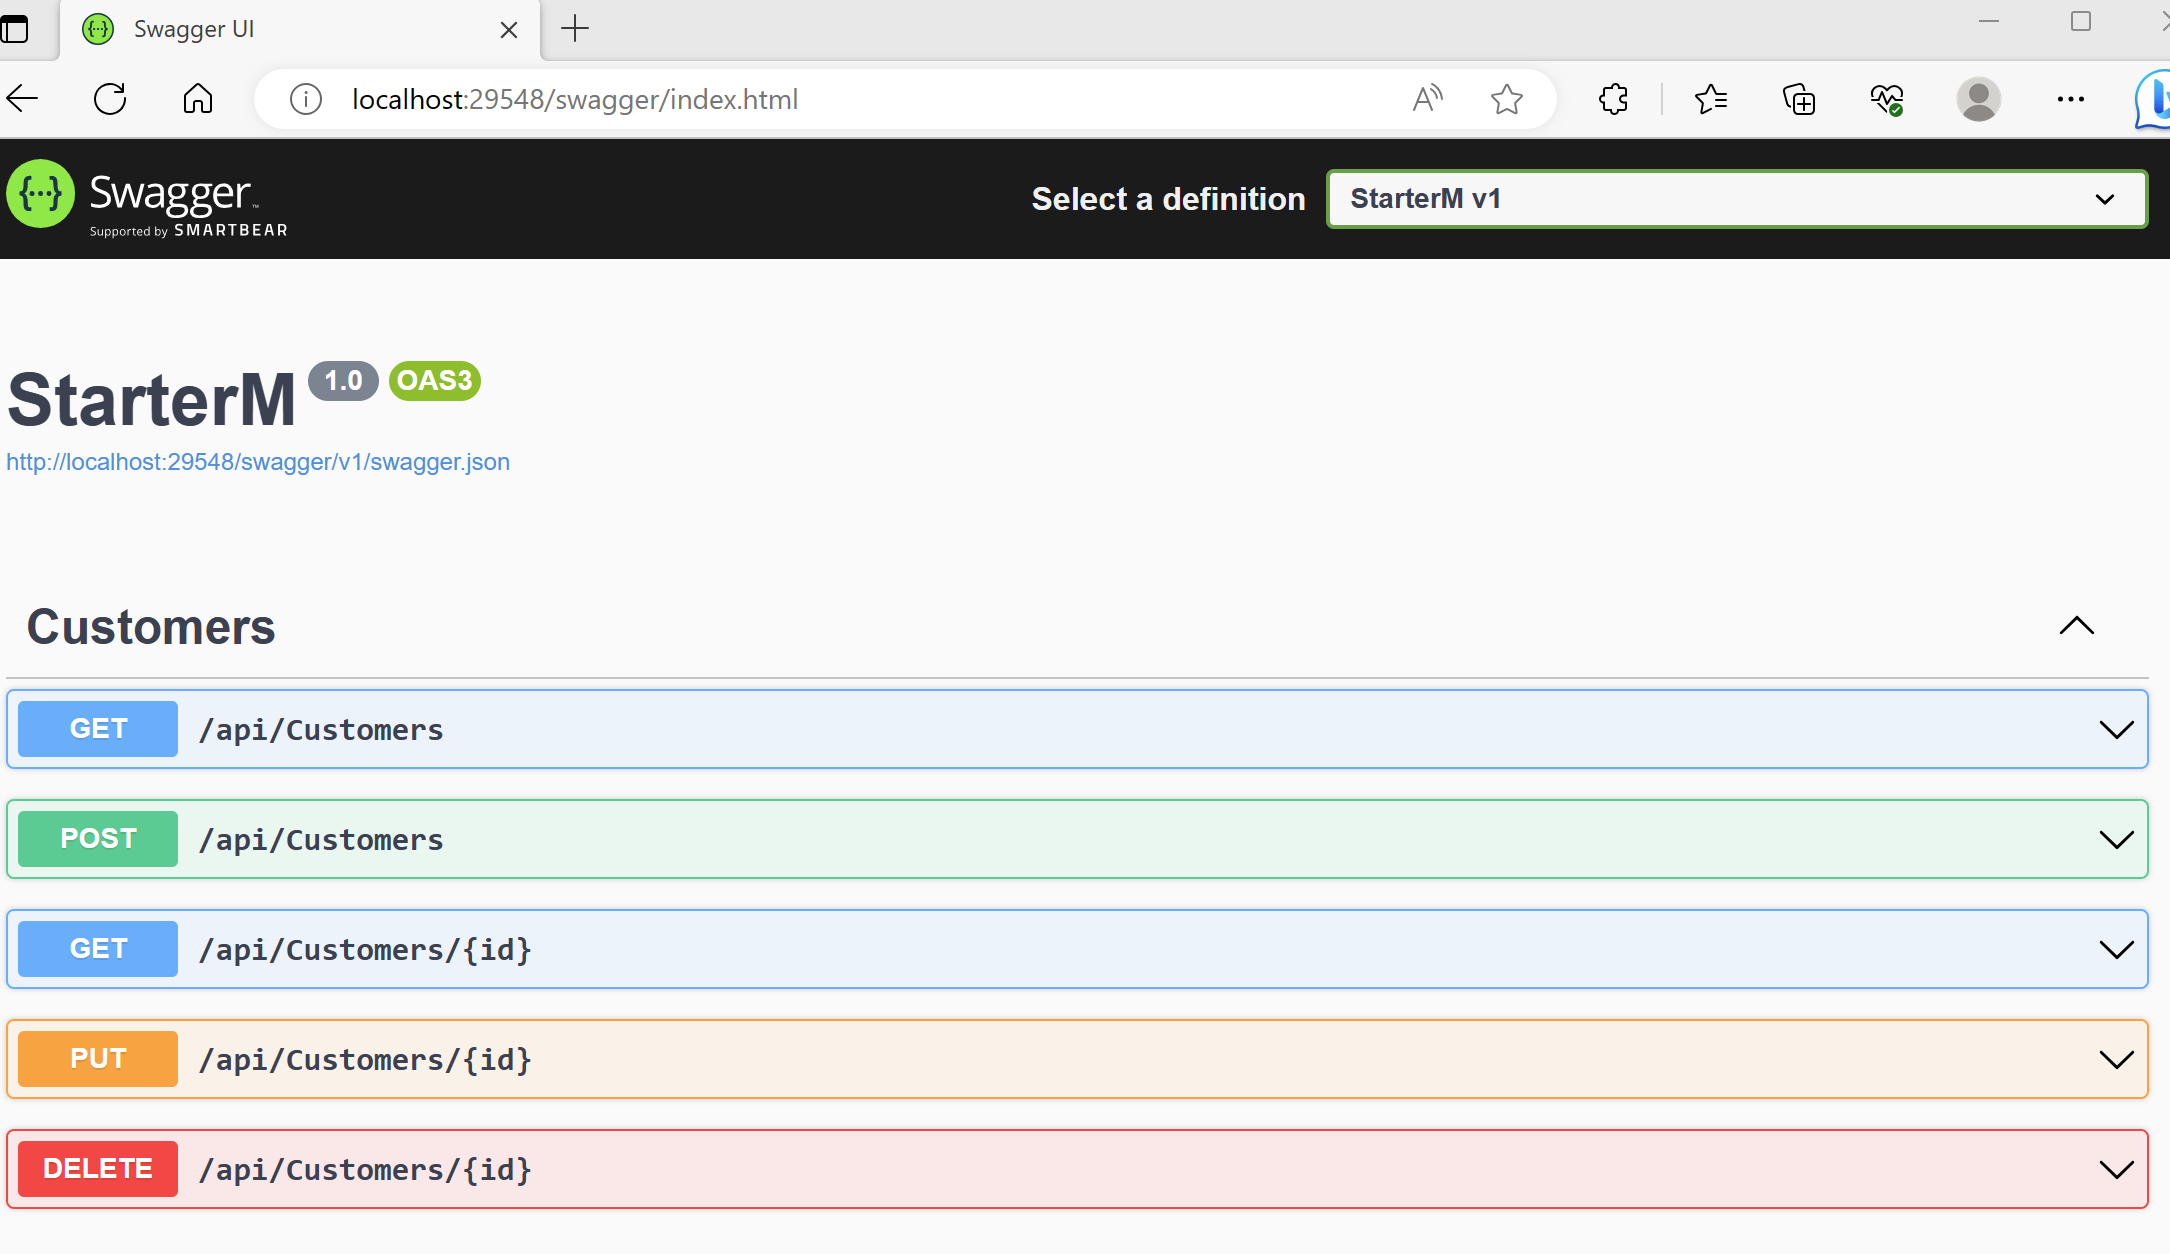 Swagger UI
localhost:29548/swagger/index.html
{···} Swagger™
Supported by SMARTBEAR
Select a definition
StarterM v1
StarterM 1.0 OAS3
http://localhost:29548/swagger/v1/swagger.json
Customers
GET /api/Customers
POST /api/Customers
GET /api/Customers/{id}
PUT /api/Customers/{id}
DELETE /api/Customers/{id}